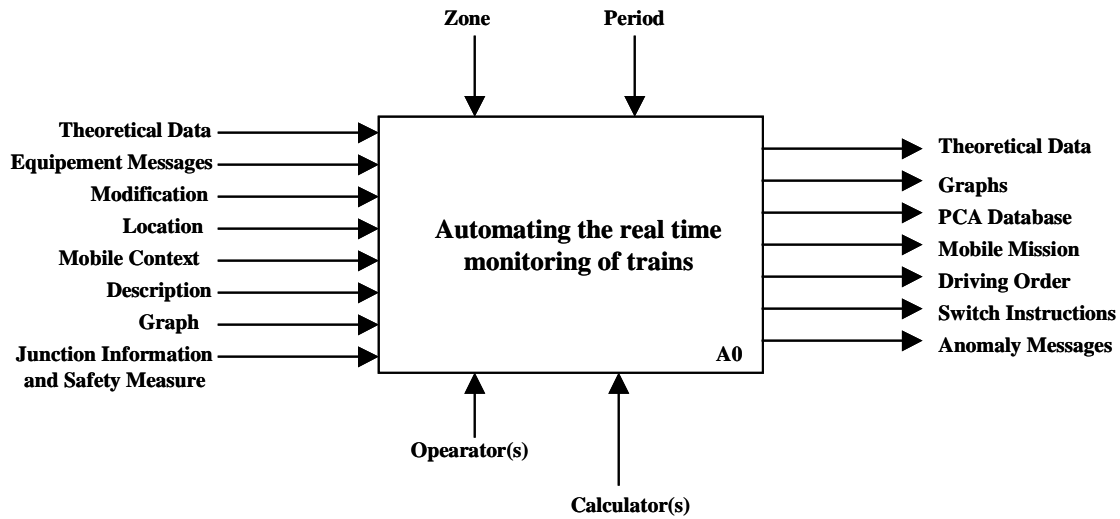 Zone
Period
Theoretical Data
Equipement Messages
Modification
Location
Mobile Context
Description
Graph
Junction Information
and Safety Measure
Automating the real time
monitoring of trains
A0
Theoretical Data
Graphs
PCA Database
Mobile Mission
Driving Order
Switch Instructions
Anomaly Messages
Opearator(s)
Calculator(s)